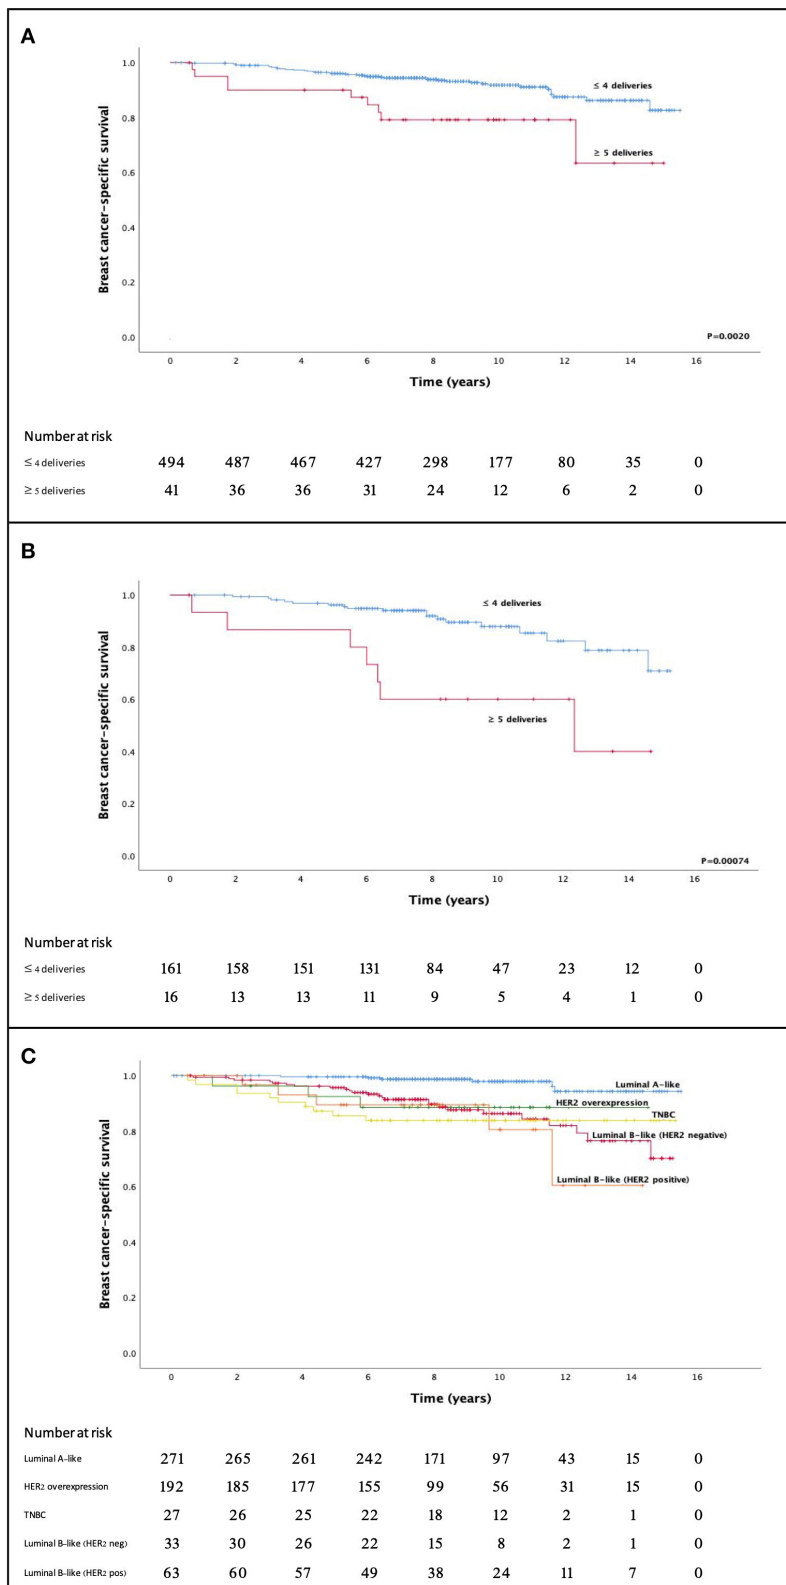 A
1.0
≤ 4 deliveries
0.8
≥ 5 deliveries
0.6
0.4
0.2
0.0
P=0.0020
Breast cancer-specific survival
0 2 4 6 8 10 12 14 16
Time (years)
Number at risk
≤ 4 deliveries 494 487 467 427 298 177 80 35 0
≥ 5 deliveries 41 36 36 31 24 12 6 2 0
B
1.0
≤ 4 deliveries
0.8
0.6
≥ 5 deliveries
0.4
0.2
0.0
P=0.00074
Breast cancer-specific survival
0 2 4 6 8 10 12 14 16
Time (years)
Number at risk
≤ 4 deliveries 161 158 151 131 84 47 23 12 0
≥ 5 deliveries 16 13 13 11 9 5 4 1 0
C
1.0
Luminal A-like
HER2 overexpression
TNBC
0.8
Luminal B-like (HER2 negative)
Luminal B-like (HER2 positive)
0.6
0.4
0.2
0.0
Breast cancer-specific survival
0 2 4 6 8 10 12 14 16
Time (years)
Number at risk
Luminal A-like 271 265 261 242 171 97 43 15 0
HER2 overexpression 192 185 177 155 99 56 31 15 0
TNBC 27 26 25 22 18 12 2 1 0
Luminal B-like (HER2 neg) 33 30 26 22 15 8 2 1 0
Luminal B-like (HER2 pos) 63 60 57 49 38 24 11 7 0